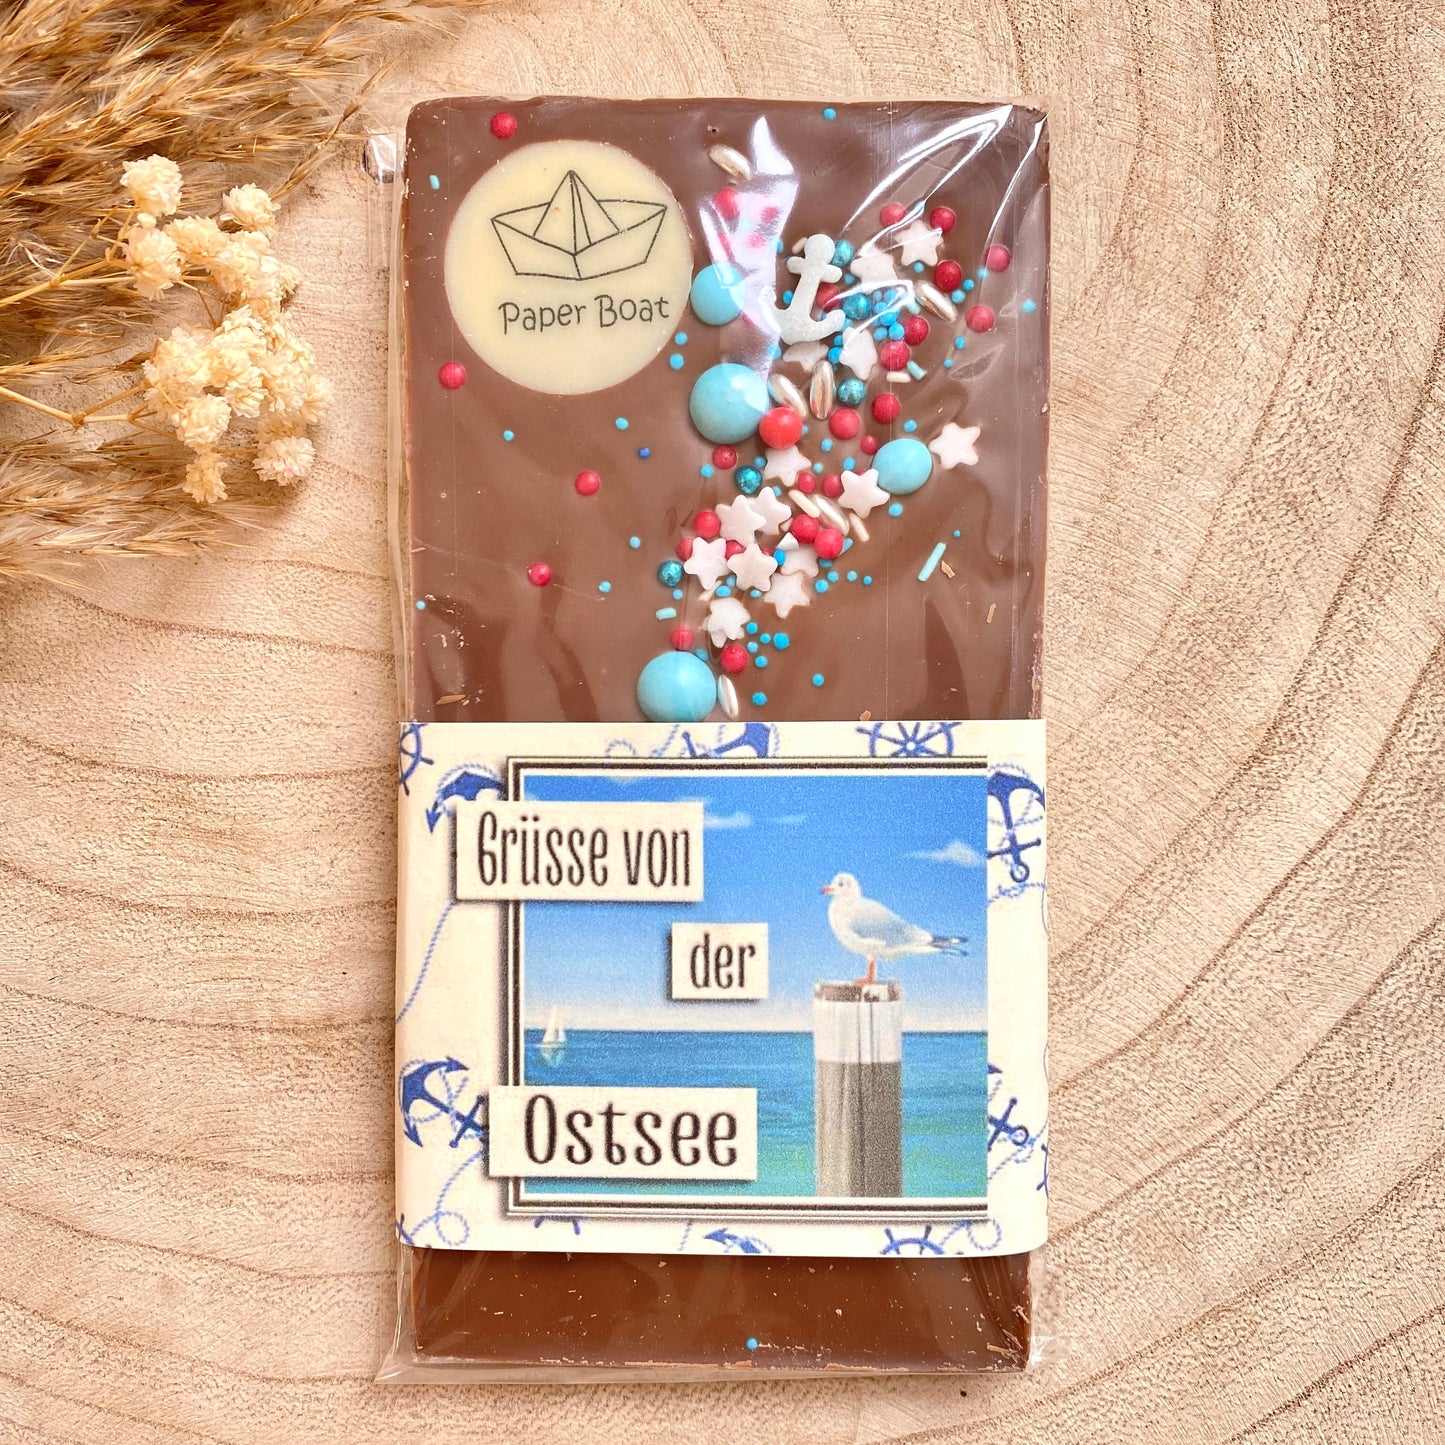 Paper Boat
Grüsse von
der
Ostsee